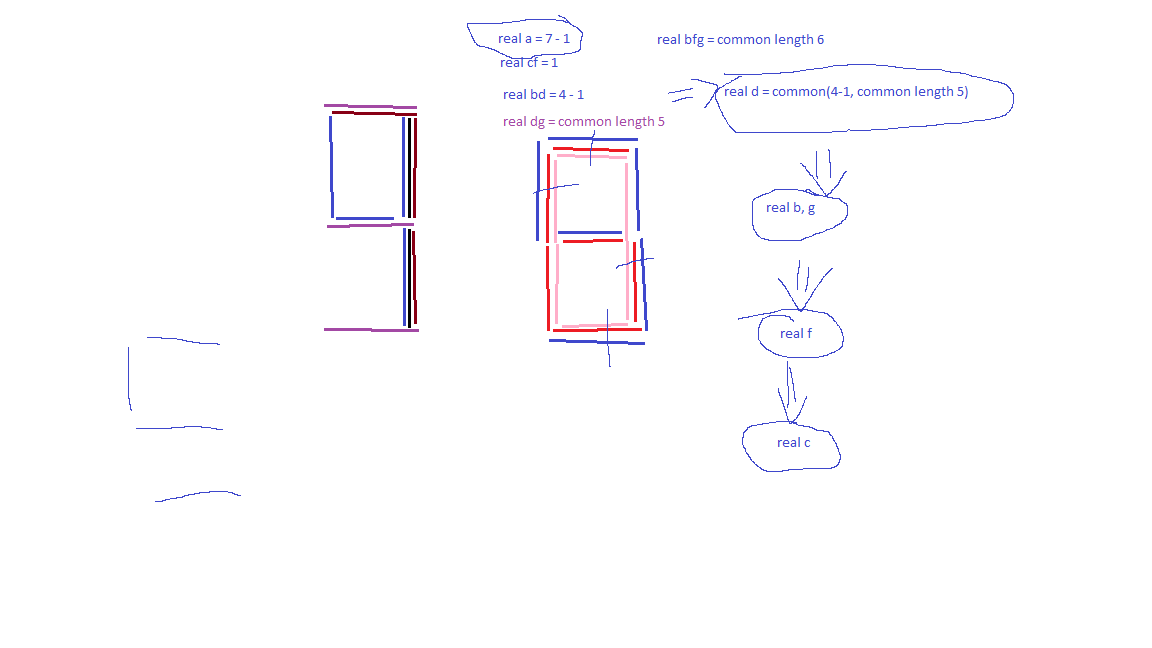 real a = 7 - 1
real bfg = common length 6
real cf = 1
real bd = 4 - 1
real d = common(4-1, common length 5)
real dg = common length 5
real b, g
real f
real c